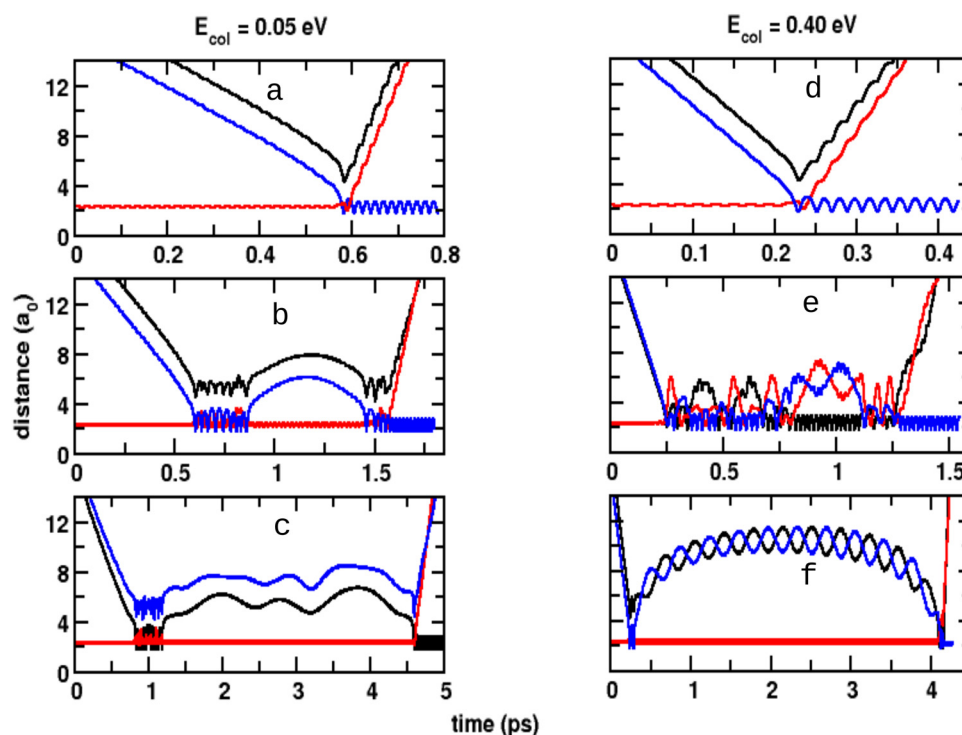 E_col = 0.05 eV
E_col = 0.40 eV
a
12
8
4
0
0 0.2 0.4 0.6 0.8
d
0 0.1 0.2 0.3 0.4
distance (a_0)
b
12
8
4
0
0 0.5 1 1.5
e
0 0.5 1 1.5
c
12
8
4
0
0 1 2 3 4 5
f
0 1 2 3 4
time (ps)